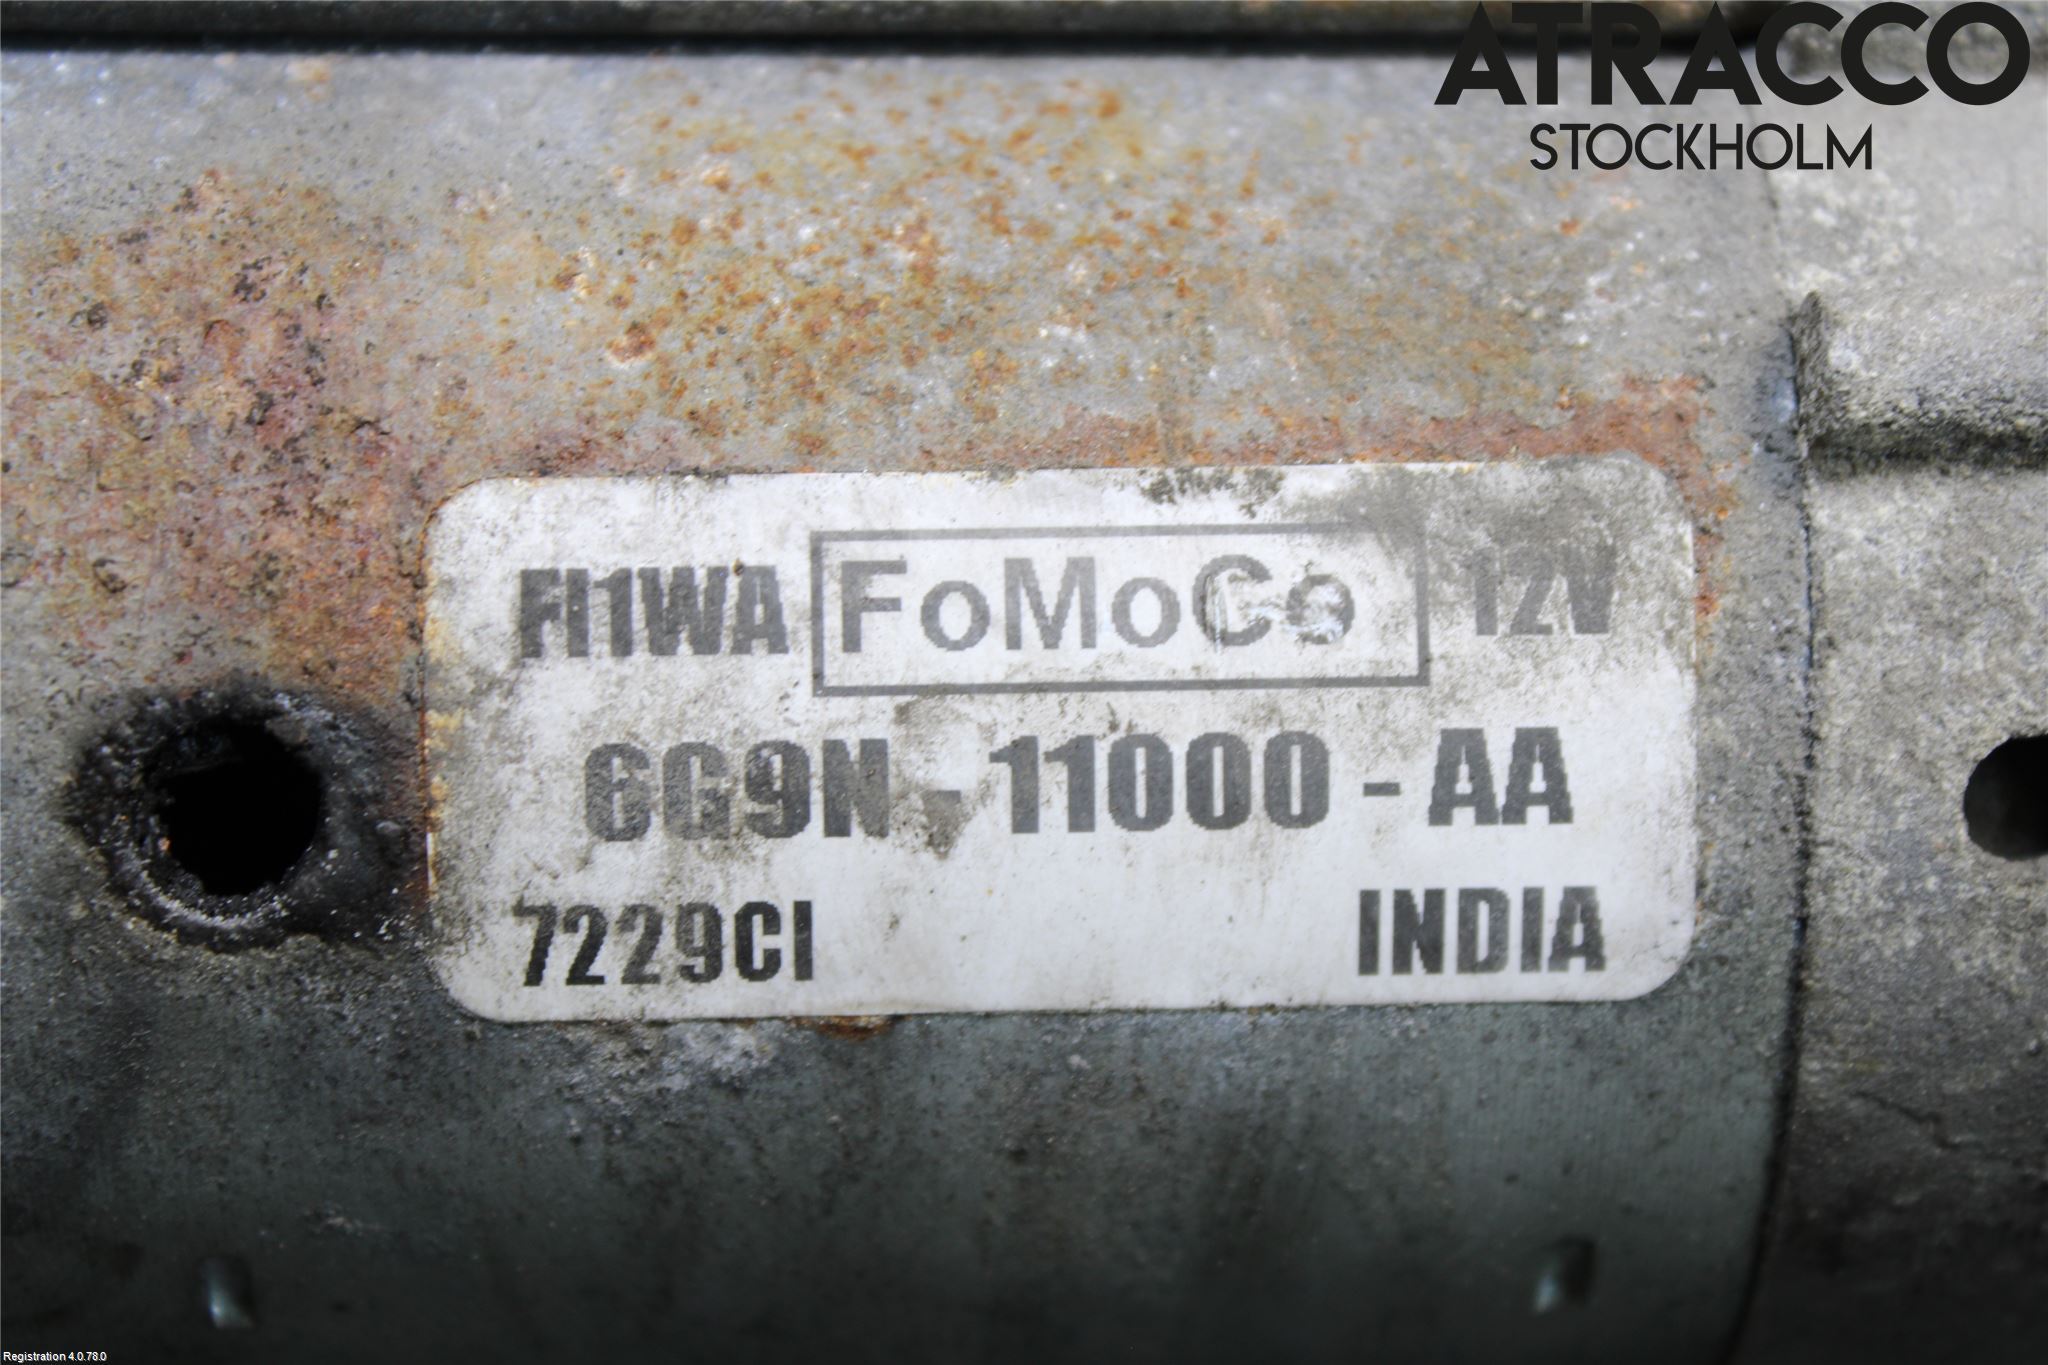 ATRACCO
STOCKHOLM
FI1WA FoMoCo 12V
6G9N - 11000 - AA
7229CI INDIA
Registration 4.0.78.0